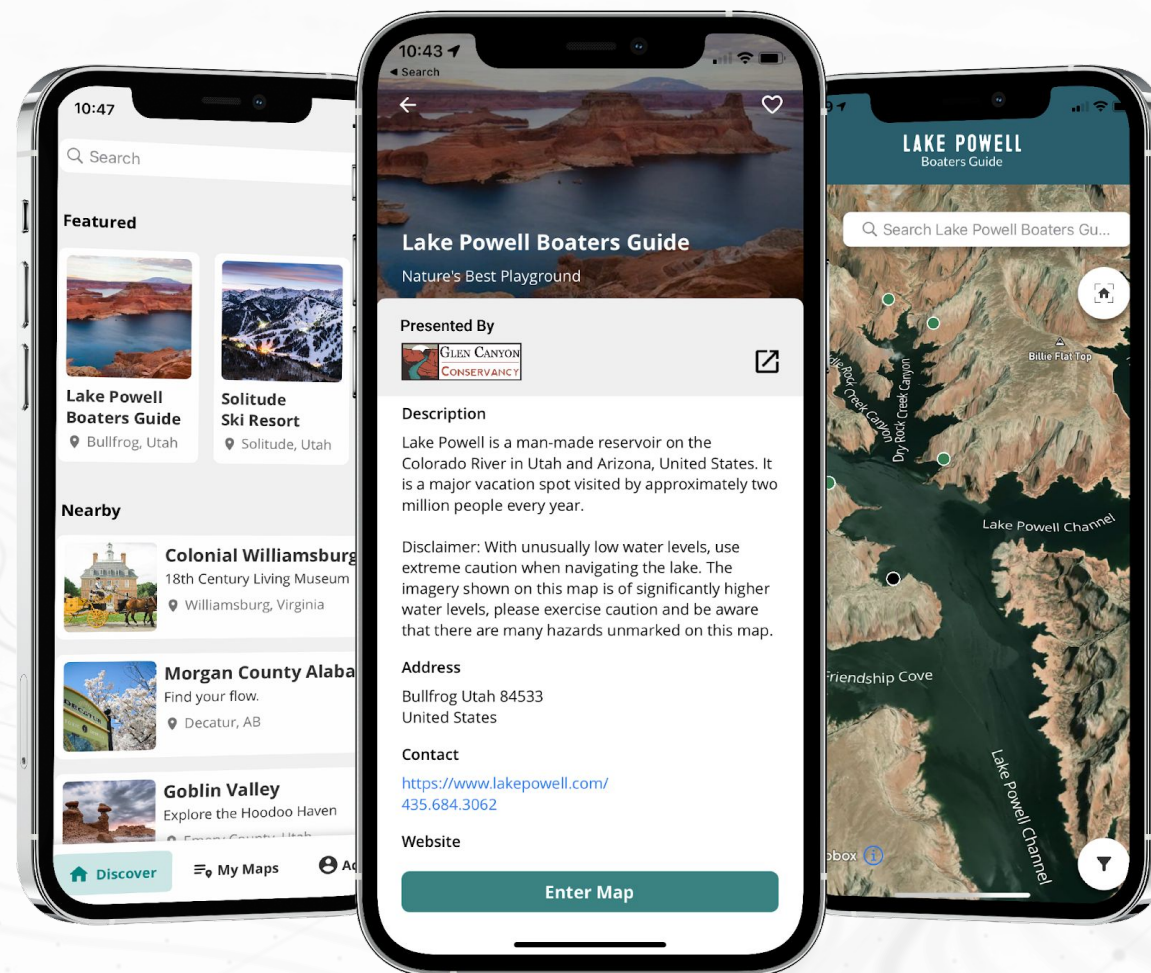 10:47
Search
Featured
Lake Powell
Boaters Guide
Bullfrog, Utah
Solitude
Ski Resort
Solitude, Utah
Nearby
Colonial Williamsburg
18th Century Living Museum
Williamsburg, Virginia
Morgan County Alaba
Find your flow.
Decatur, AB
Goblin Valley
Explore the Hoodoo Haven
Emery County, Utah
Discover
My Maps
10:43
Search
Lake Powell Boaters Guide
Nature's Best Playground
Presented By
GLEN CANYON
CONSERVANCY
Description
Lake Powell is a man-made reservoir on the
Colorado River in Utah and Arizona, United States. It
is a major vacation spot visited by approximately two
million people every year.
Disclaimer: With unusually low water levels, use
extreme caution when navigating the lake. The
imagery shown on this map is of significantly higher
water levels, please exercise caution and be aware
that there are many hazards unmarked on this map.
Address
Bullfrog Utah 84533
United States
Contact
https://www.lakepowell.com/
435.684.3062
Website
Enter Map
LAKE POWELL
Boaters Guide
Search Lake Powell Boaters Gu...
Billie Flat Top
Rock Creek Canyon
Dry Rock Creek Canyon
Lake Powell Channel
Friendship Cove
Lake Powell Channel